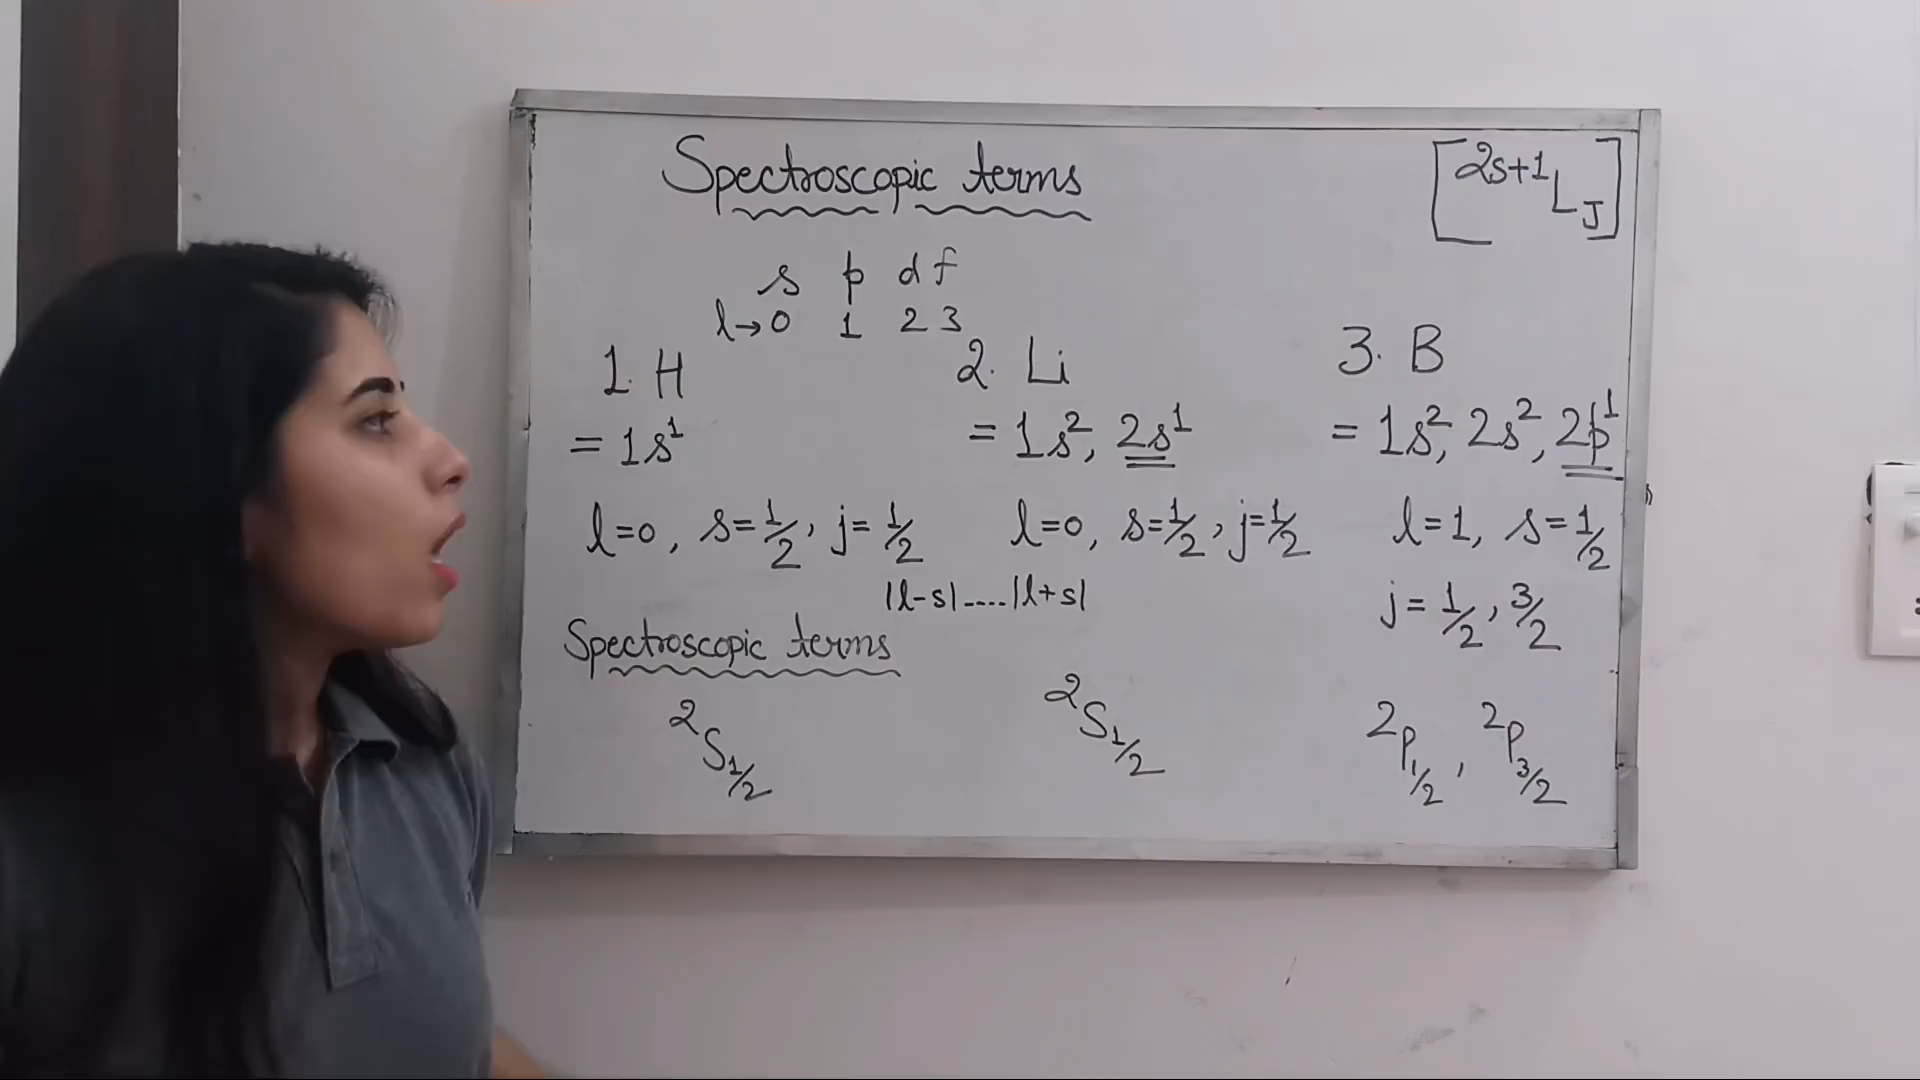 Spectroscopic terms
[²ˢ⁺¹L_J]
s p d f
l→0 1 2 3
1. H
= 1s¹
l=0, s=1/2, j=1/2
2. Li
= 1s², 2s¹
l=0, s=1/2, j=1/2
3. B
= 1s², 2s², 2p¹
l=1, s=1/2
j=1/2, 3/2
|l-s|....|l+s|
Spectroscopic terms
²S₁/₂
²S₁/₂
²P₁/₂, ²P₃/₂